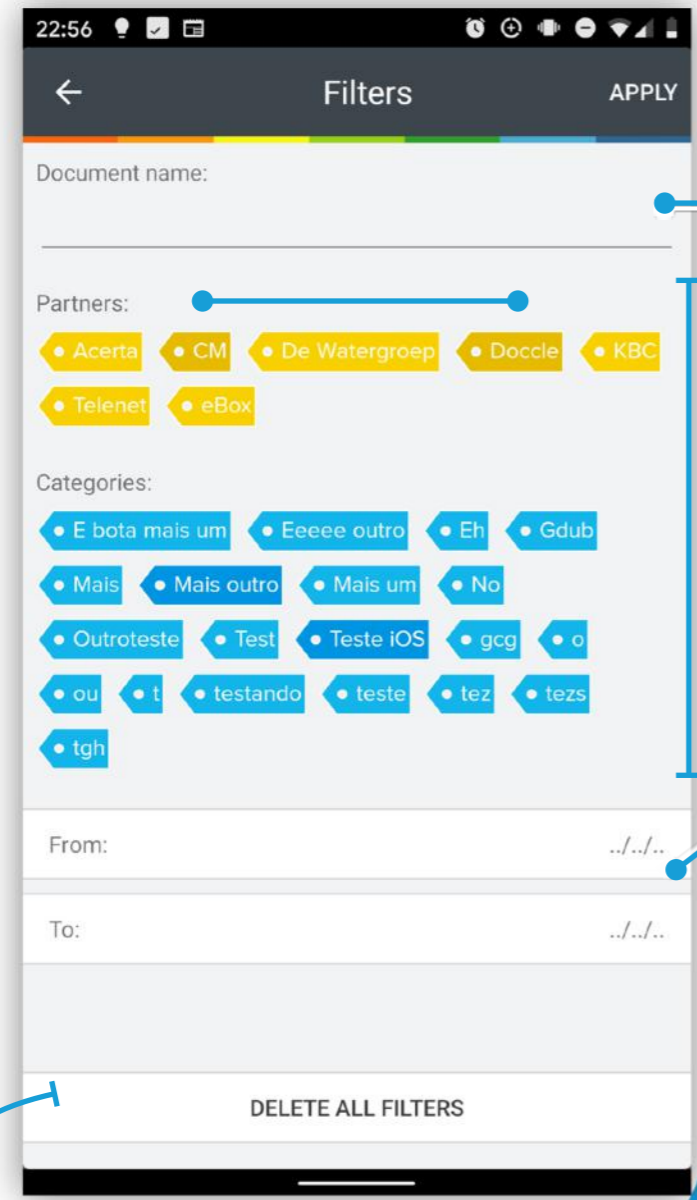 22:56
Filters APPLY
Document name:
Partners:
Acerta CM De Watergroep Doccle KBC
Telenet eBox
Categories:
E bota mais um Eeeee outro Eh Gdub
Mais Mais outro Mais um No
Outroteste Test Teste iOS gcg o
ou t testando teste tez tezs
tgh
From: ../../..
To: ../../..
DELETE ALL FILTERS